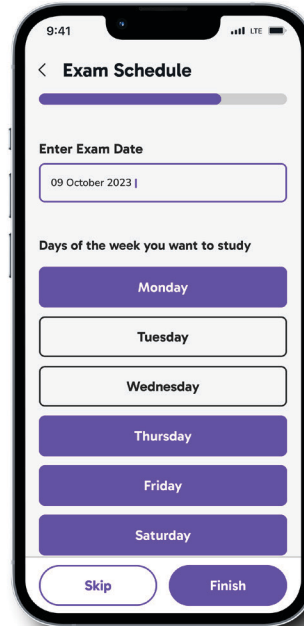 9:41
LTE
Exam Schedule
Enter Exam Date
09 October 2023
Days of the week you want to study
Monday
Tuesday
Wednesday
Thursday
Friday
Saturday
Skip
Finish